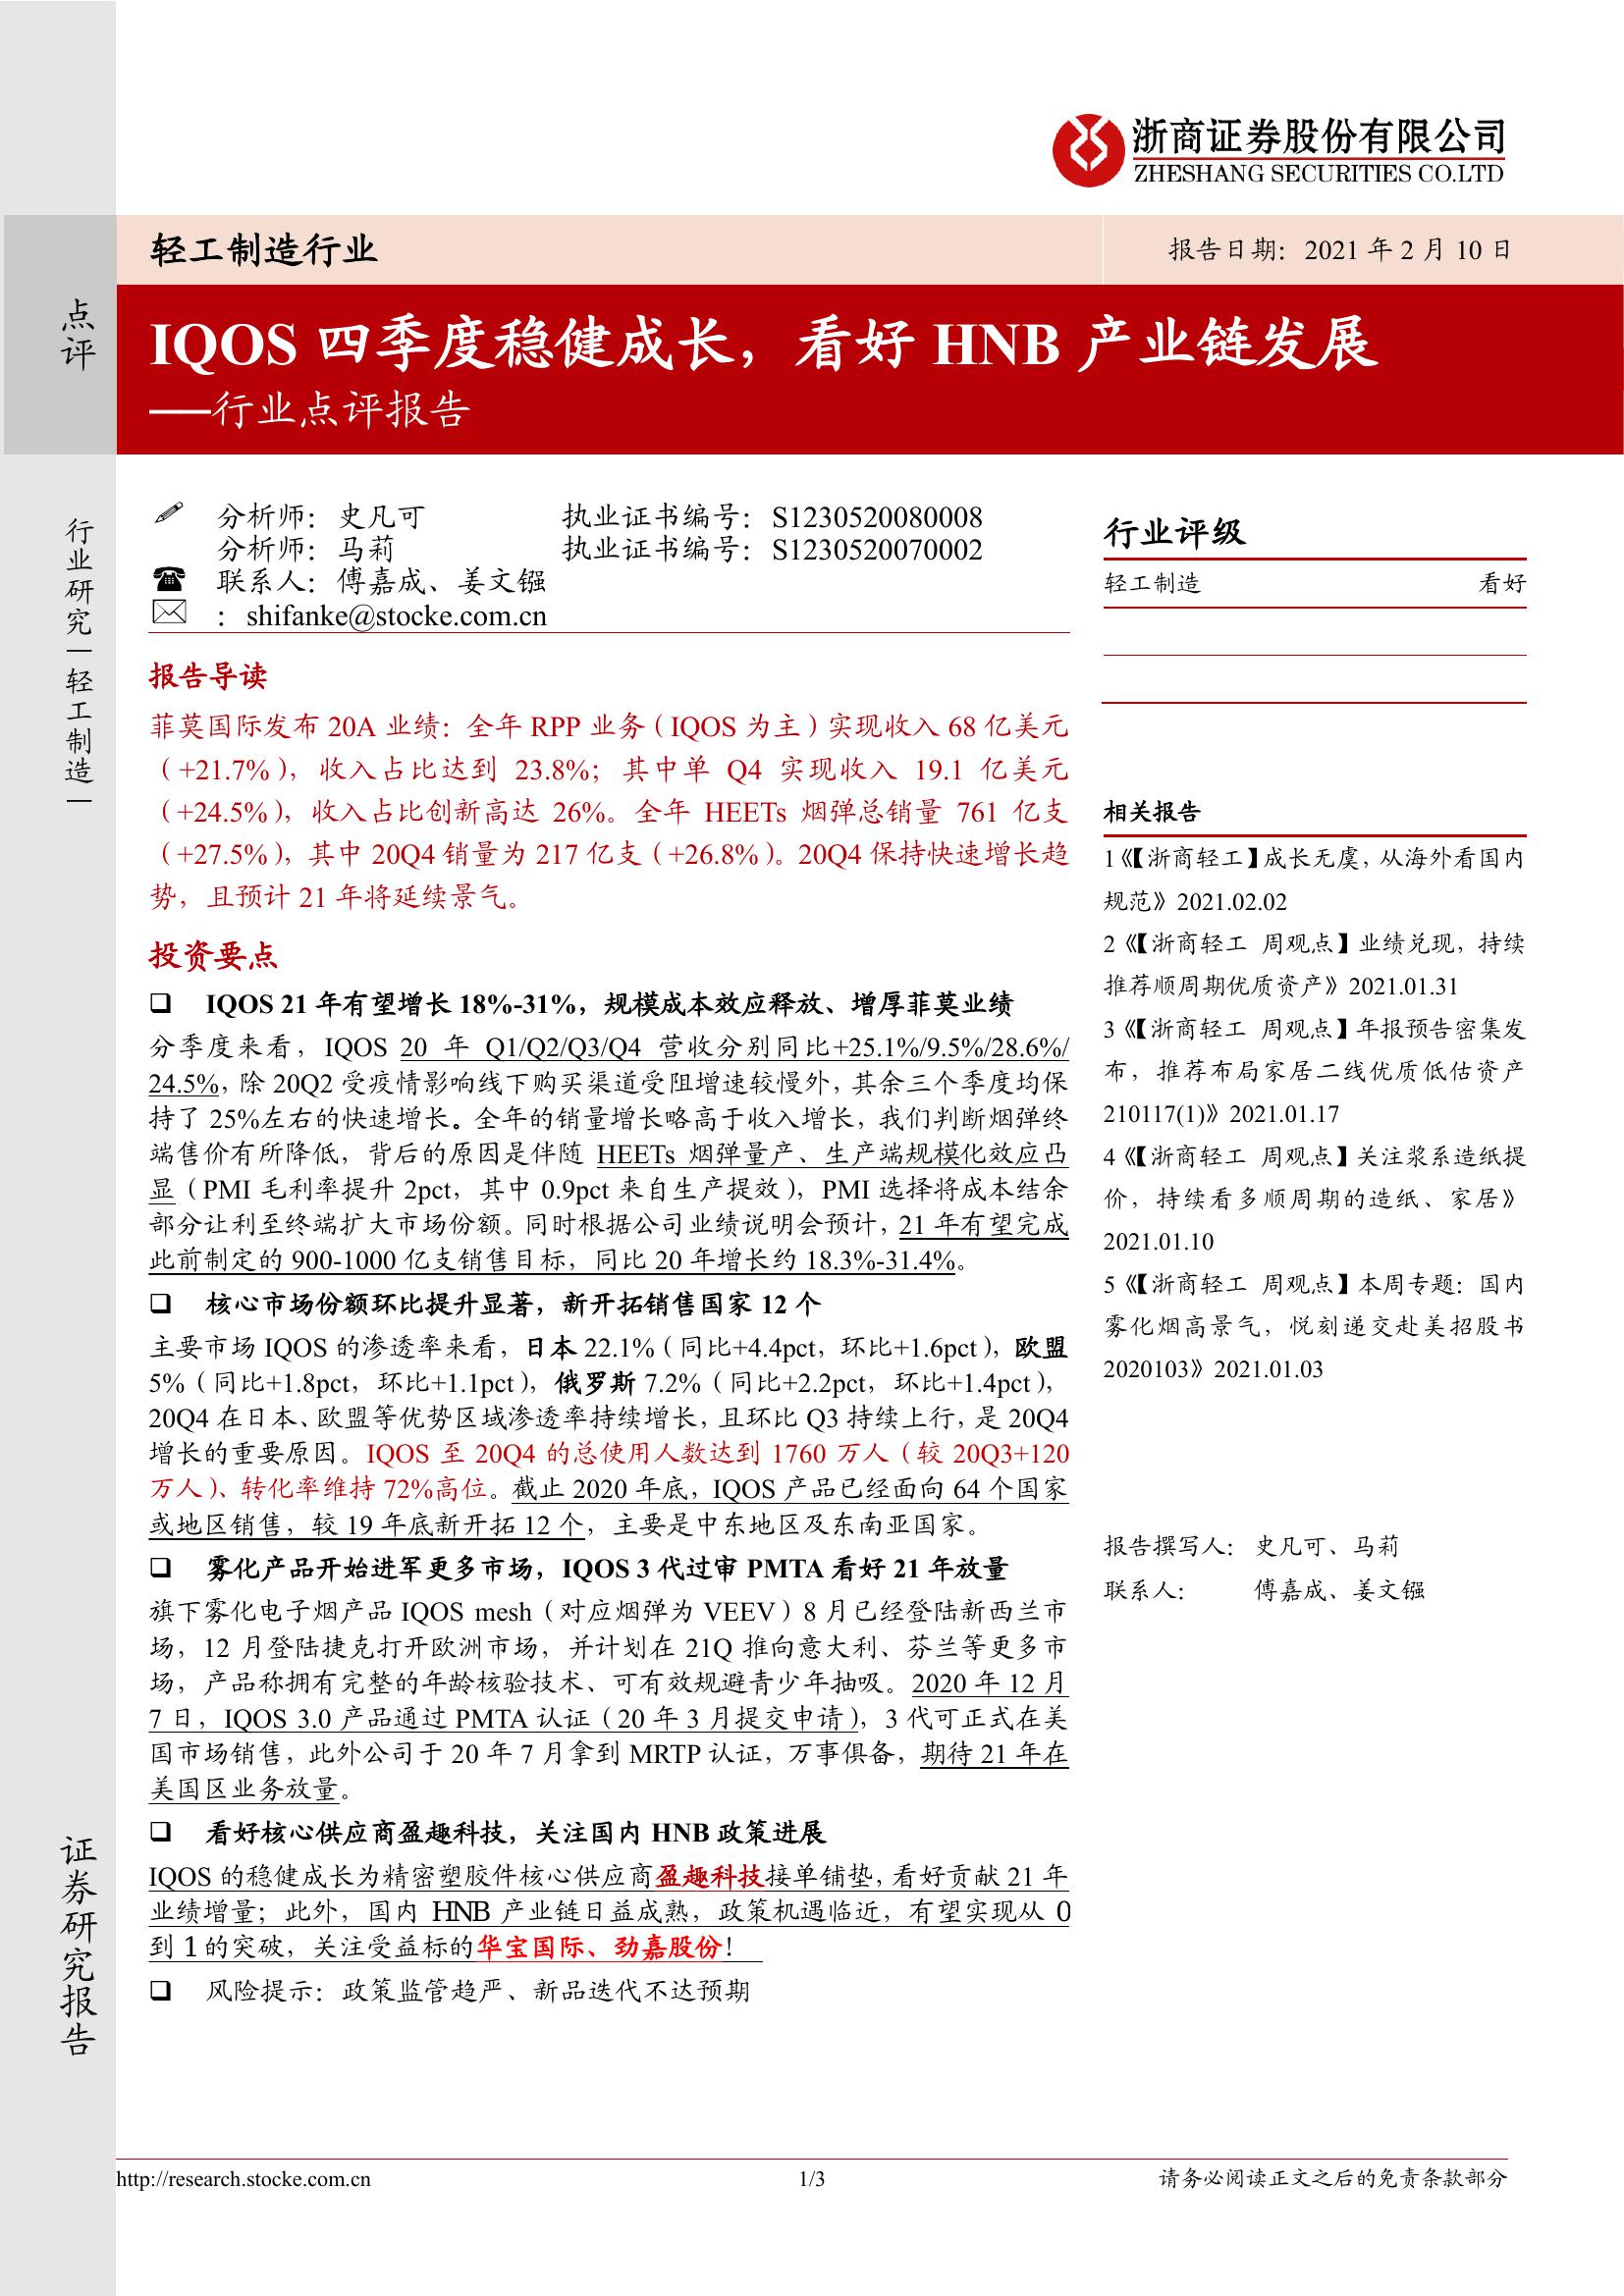 浙商证券股份有限公司
ZHESHANG SECURITIES CO.LTD
轻工制造行业
报告日期：2021 年 2 月 10 日
点评
IQOS 四季度稳健成长，看好 HNB 产业链发展
——行业点评报告
行业研究|轻工制造|
分析师：史凡可 执业证书编号：S1230520080008
分析师：马莉 执业证书编号：S1230520070002
联系人：傅嘉成、姜文镪
：shifanke@stocke.com.cn
报告导读
菲莫国际发布 20A 业绩：全年 RPP 业务（IQOS 为主）实现收入 68 亿美元
（+21.7%），收入占比达到 23.8%；其中单 Q4 实现收入 19.1 亿美元
（+24.5%），收入占比创新高达 26%。全年 HEETs 烟弹总销量 761 亿支
（+27.5%），其中 20Q4 销量为 217 亿支（+26.8%）。20Q4 保持快速增长趋
势，且预计 21 年将延续景气。
投资要点
❑ IQOS 21 年有望增长 18%-31%，规模成本效应释放、增厚菲莫业绩
分季度来看，IQOS 20 年 Q1/Q2/Q3/Q4 营收分别同比+25.1%/9.5%/28.6%/
24.5%，除 20Q2 受疫情影响线下购买渠道受阻增速较慢外，其余三个季度均保
持了 25%左右的快速增长。全年的销量增长略高于收入增长，我们判断烟弹终
端售价有所降低，背后的原因是伴随 HEETs 烟弹量产、生产端规模化效应凸
显（PMI 毛利率提升 2pct，其中 0.9pct 来自生产提效），PMI 选择将成本结余
部分让利至终端扩大市场份额。同时根据公司业绩说明会预计，21 年有望完成
此前制定的 900-1000 亿支销售目标，同比 20 年增长约 18.3%-31.4%。
❑ 核心市场份额环比提升显著，新开拓销售国家 12 个
主要市场 IQOS 的渗透率来看，日本 22.1%（同比+4.4pct，环比+1.6pct），欧盟
5%（同比+1.8pct，环比+1.1pct），俄罗斯 7.2%（同比+2.2pct，环比+1.4pct），
20Q4 在日本、欧盟等优势区域渗透率持续增长，且环比 Q3 持续上行，是 20Q4
增长的重要原因。IQOS 至 20Q4 的总使用人数达到 1760 万人（较 20Q3+120
万人）、转化率维持 72%高位。截止 2020 年底，IQOS 产品已经面向 64 个国家
或地区销售，较 19 年底新开拓 12 个，主要是中东地区及东南亚国家。
❑ 雾化产品开始进军更多市场，IQOS 3 代过审 PMTA 看好 21 年放量
旗下雾化电子烟产品 IQOS mesh（对应烟弹为 VEEV）8 月已经登陆新西兰市
场，12 月登陆捷克打开欧洲市场，并计划在 21Q 推向意大利、芬兰等更多市
场，产品称拥有完整的年龄核验技术、可有效规避青少年抽吸。2020 年 12 月
7 日，IQOS 3.0 产品通过 PMTA 认证（20 年 3 月提交申请），3 代可正式在美
国市场销售，此外公司于 20 年 7 月拿到 MRTP 认证，万事俱备，期待 21 年在
美国区业务放量。
❑ 看好核心供应商盈趣科技，关注国内 HNB 政策进展
IQOS 的稳健成长为精密塑胶件核心供应商盈趣科技接单铺垫，看好贡献 21 年
业绩增量；此外，国内 HNB 产业链日益成熟，政策机遇临近，有望实现从 0
到 1 的突破，关注受益标的华宝国际、劲嘉股份！
❑ 风险提示：政策监管趋严、新品迭代不达预期
行业评级
轻工制造 看好
相关报告
1《【浙商轻工】成长无虞，从海外看国内
规范》2021.02.02
2《【浙商轻工 周观点】业绩兑现，持续
推荐顺周期优质资产》2021.01.31
3《【浙商轻工 周观点】年报预告密集发
布，推荐布局家居二线优质低估资产
210117(1)》2021.01.17
4《【浙商轻工 周观点】关注浆系造纸提
价，持续看多顺周期的造纸、家居》
2021.01.10
5《【浙商轻工 周观点】本周专题：国内
雾化烟高景气，悦刻递交赴美招股书
2020103》2021.01.03
报告撰写人：史凡可、马莉
联系人：傅嘉成、姜文镪
证券研究报告
http://research.stocke.com.cn
1/3
请务必阅读正文之后的免责条款部分